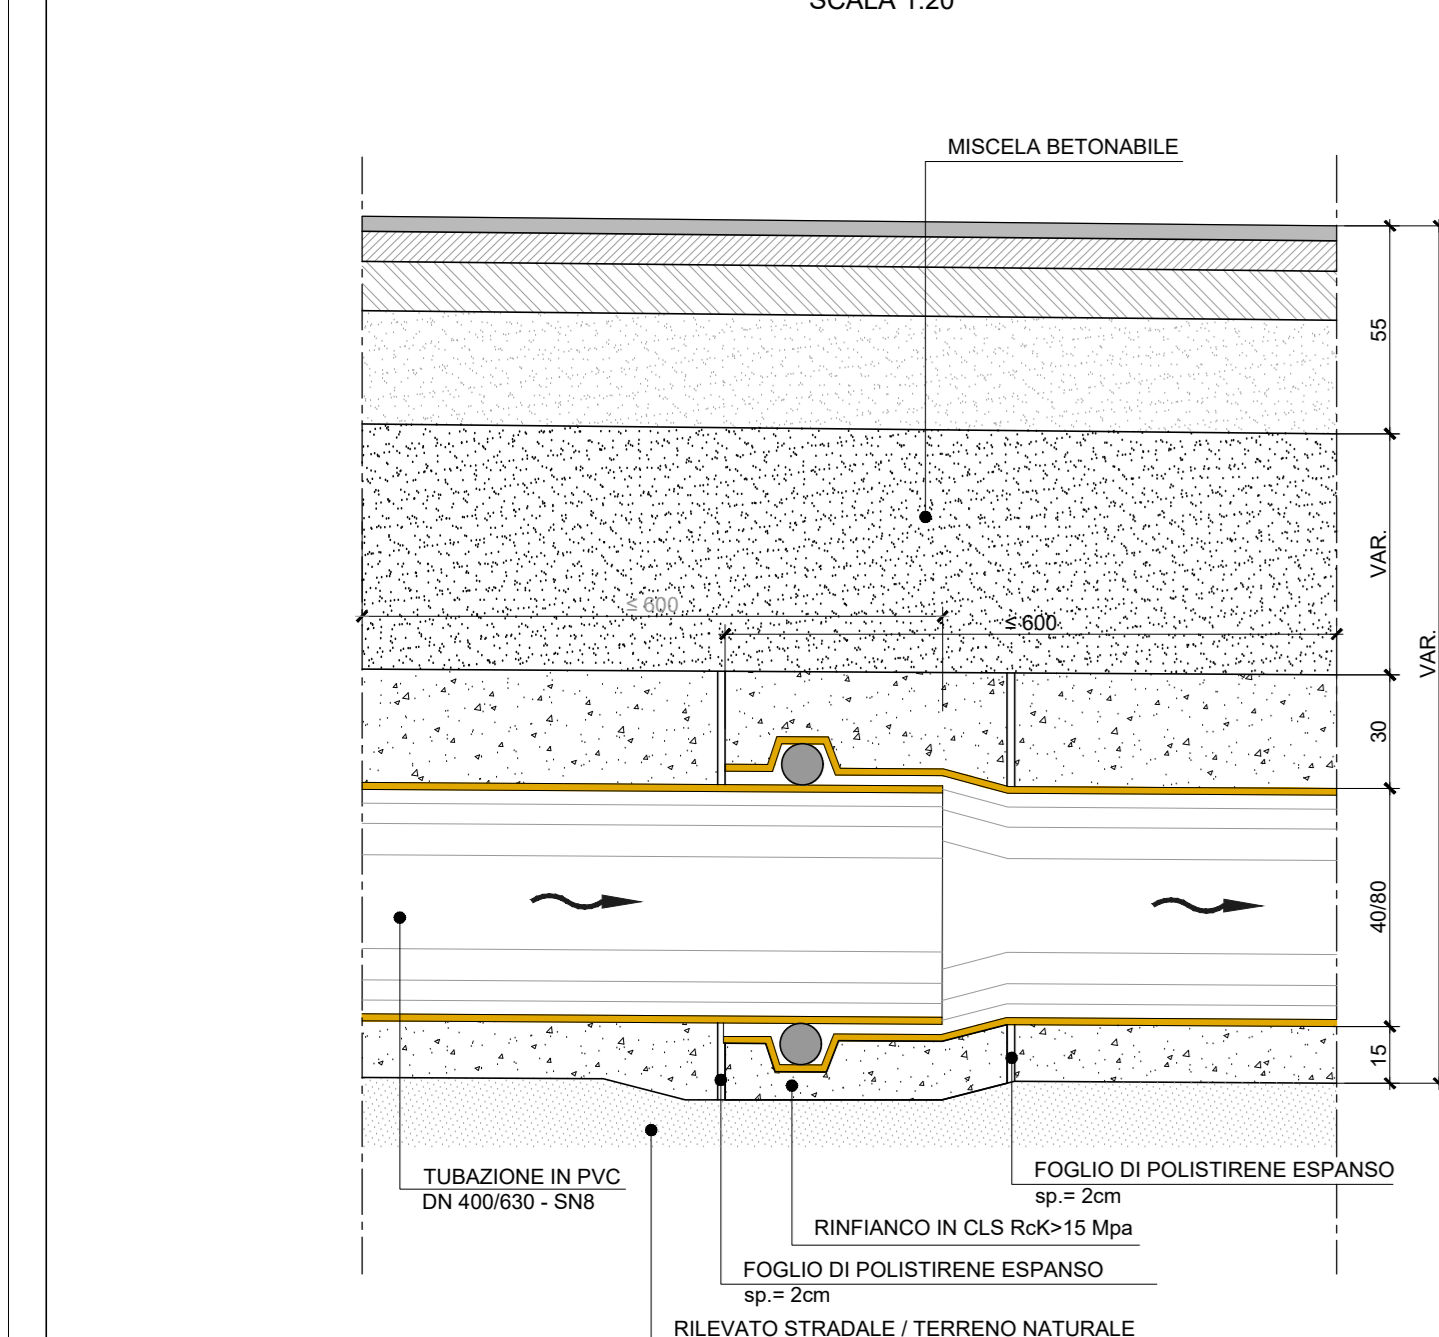 SCALA 1:20
MISCELA BETONABILE
55
VAR.
≤ 600
≤ 600
VAR.
30
40/80
15
TUBAZIONE IN PVC
DN 400/630 - SN8
FOGLIO DI POLISTIRENE ESPANSO
sp.= 2cm
RINFIANCO IN CLS RcK>15 Mpa
FOGLIO DI POLISTIRENE ESPANSO
sp.= 2cm
RILEVATO STRADALE / TERRENO NATURALE